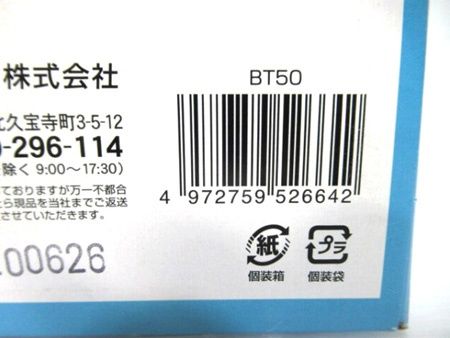 株式会社
BT50
久宝寺町3-5-12
-296-114
除く 9:00〜17:30)
ておりますが万一不都合
たら現品を当社までご返送
させていただきます。
4 972759 526642
00626
紙
プラ
個装箱
個装袋